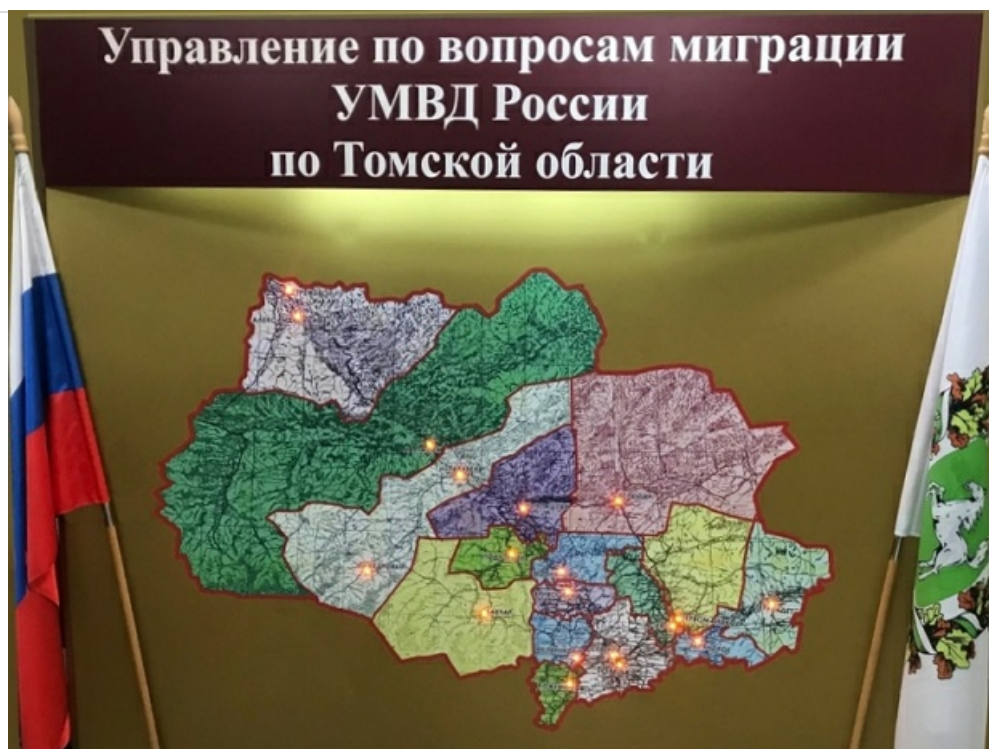 Управление по вопросам миграции
УМВД России
по Томской области